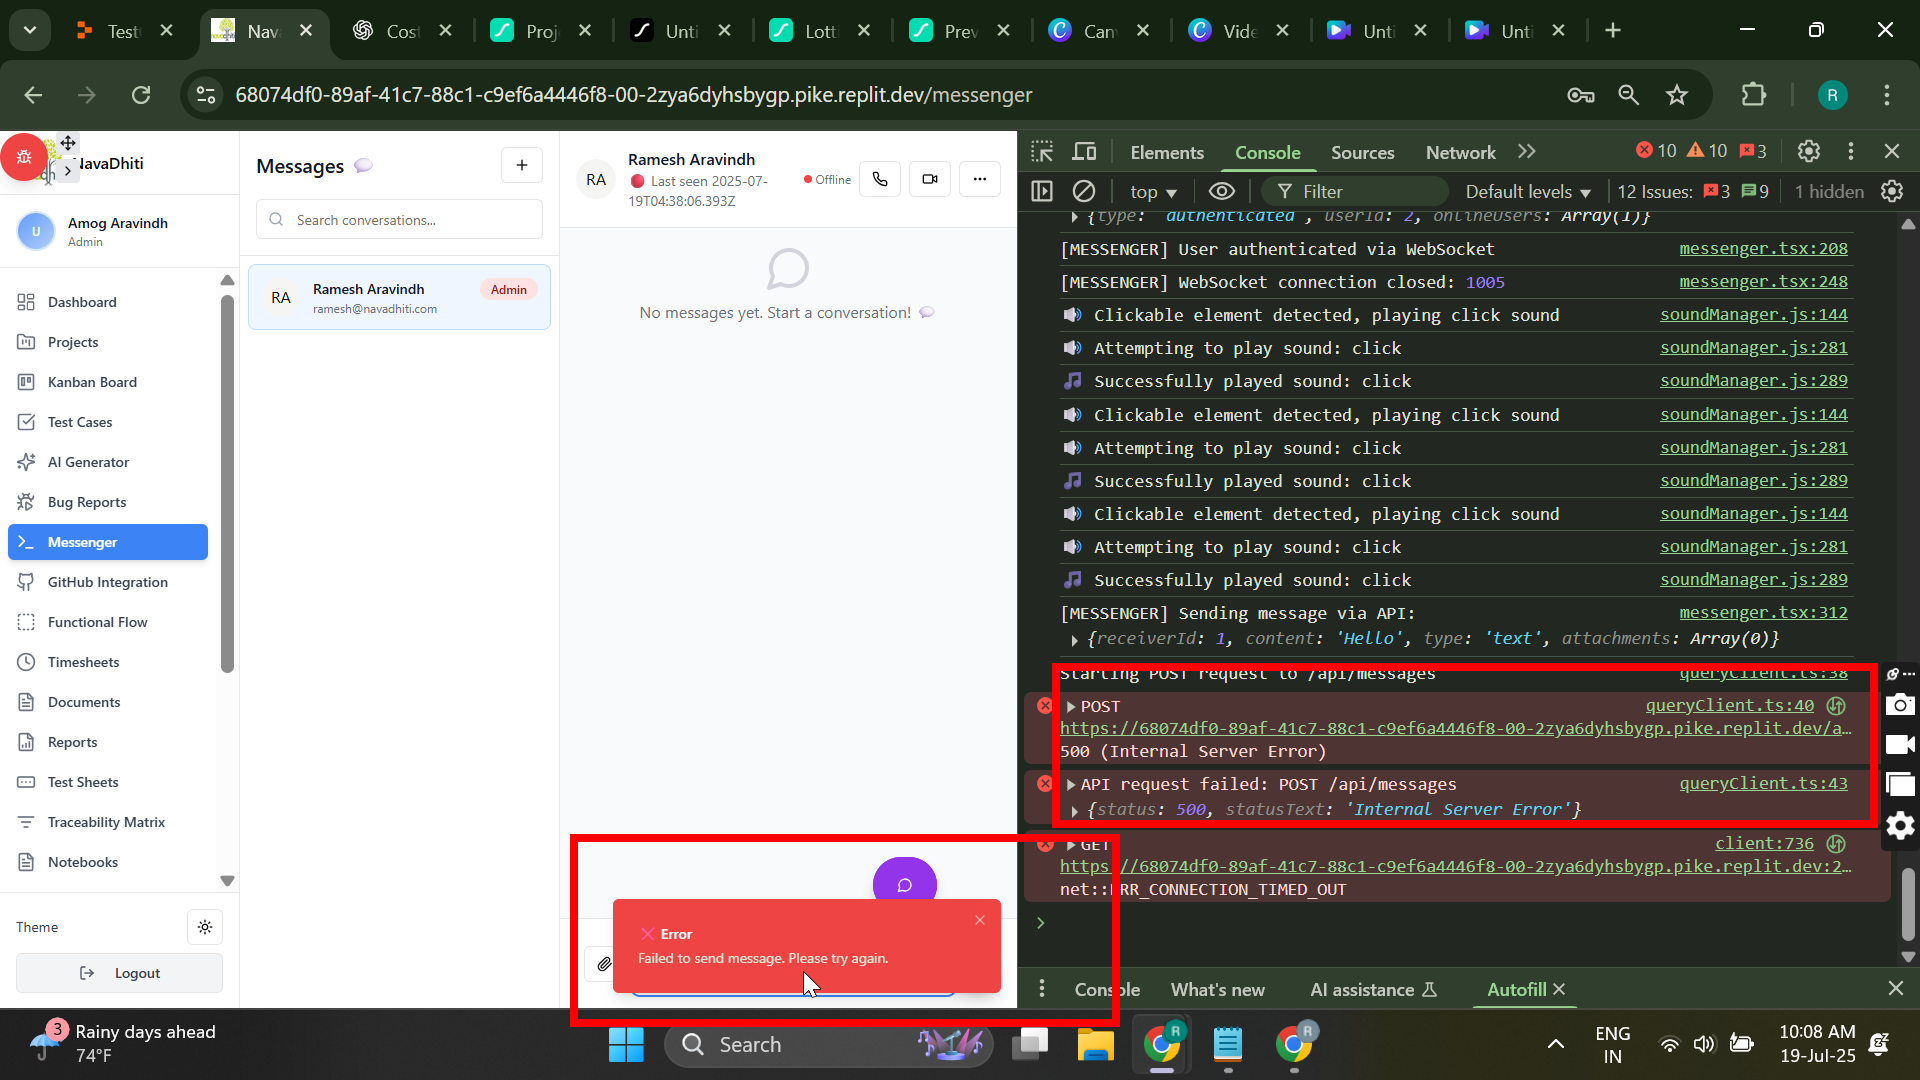 Test
Nav
Cost
Proj
Unti
Lotti
Prev
Can
Vide
Unti
Unti
68074df0-89af-41c7-88c1-c9ef6a4446f8-00-2zya6dyhsbygp.pike.replit.dev/messenger
R
NavaDhiti
U
Amog Aravindh
Admin
Dashboard
Projects
Kanban Board
Test Cases
AI Generator
Bug Reports
Messenger
GitHub Integration
Functional Flow
Timesheets
Documents
Reports
Test Sheets
Traceability Matrix
Notebooks
Theme
Logout
Messages
Search conversations...
RA
Ramesh Aravindh
Admin
ramesh@navadhiti.com
RA
Ramesh Aravindh
Last seen 2025-07-
19T04:38:06.393Z
Offline
No messages yet. Start a conversation!
Error
Failed to send message. Please try again.
Elements
Console
Sources
Network
10
10
3
top
Filter
Default levels
12 Issues:
3
9
1 hidden
{type: 'authenticated', userId: 2, onlineUsers: Array(1)}
[MESSENGER] User authenticated via WebSocket messenger.tsx:208
[MESSENGER] WebSocket connection closed: 1005 messenger.tsx:248
Clickable element detected, playing click sound soundManager.js:144
Attempting to play sound: click soundManager.js:281
Successfully played sound: click soundManager.js:289
Clickable element detected, playing click sound soundManager.js:144
Attempting to play sound: click soundManager.js:281
Successfully played sound: click soundManager.js:289
Clickable element detected, playing click sound soundManager.js:144
Attempting to play sound: click soundManager.js:281
Successfully played sound: click soundManager.js:289
[MESSENGER] Sending message via API: messenger.tsx:312
{receiverId: 1, content: 'Hello', type: 'text', attachments: Array(0)}
Starting POST request to /api/messages queryClient.ts:38
POST queryClient.ts:40
https://68074df0-89af-41c7-88c1-c9ef6a4446f8-00-2zya6dyhsbygp.pike.replit.dev/a…
500 (Internal Server Error)
API request failed: POST /api/messages queryClient.ts:43
{status: 500, statusText: 'Internal Server Error'}
GET client:736
https://68074df0-89af-41c7-88c1-c9ef6a4446f8-00-2zya6dyhsbygp.pike.replit.dev:2…
net::ERR_CONNECTION_TIMED_OUT
Console
What's new
AI assistance
Autofill
3
Rainy days ahead
74°F
Search
R
R
ENG
IN
10:08 AM
19-Jul-25